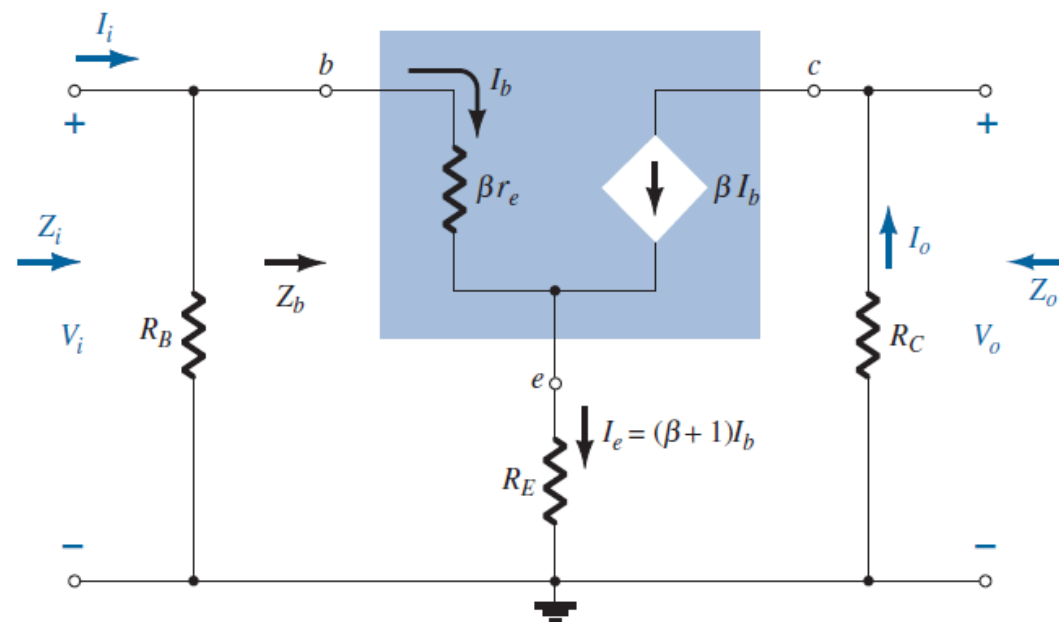 I_i
b
I_b
c
+
+
βr_e
βI_b
Z_i
Z_b
I_o
Z_o
V_i
R_B
R_C
V_o
e
I_e = (β + 1)I_b
R_E
−
−